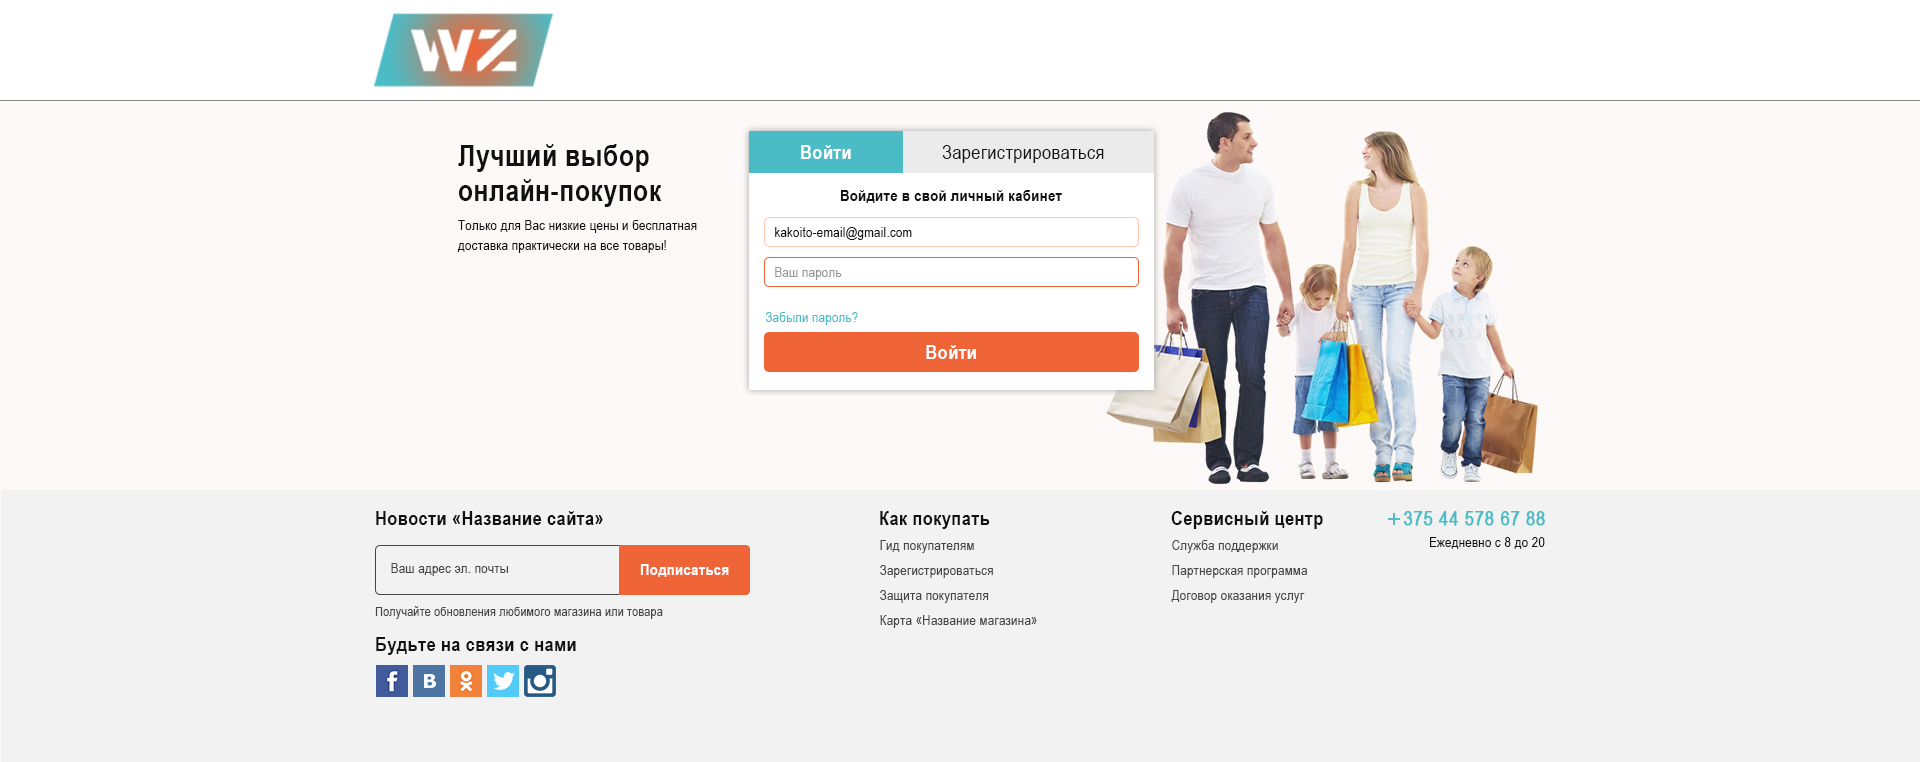 WZ
Лучший выбор
онлайн-покупок
Только для Вас низкие цены и бесплатная
доставка практически на все товары!
Войти
Зарегистрироваться
Войдите в свой личный кабинет
kakoito-email@gmail.com
Ваш пароль
Забыли пароль?
Войти
Новости «Название сайта»
Ваш адрес эл. почты
Подписаться
Получайте обновления любимого магазина или товара
Будьте на связи с нами
Как покупать
Гид покупателям
Зарегистрироваться
Защита покупателя
Карта «Название магазина»
Сервисный центр
Служба поддержки
Партнерская программа
Договор оказания услуг
+375 44 578 67 88
Ежедневно с 8 до 20